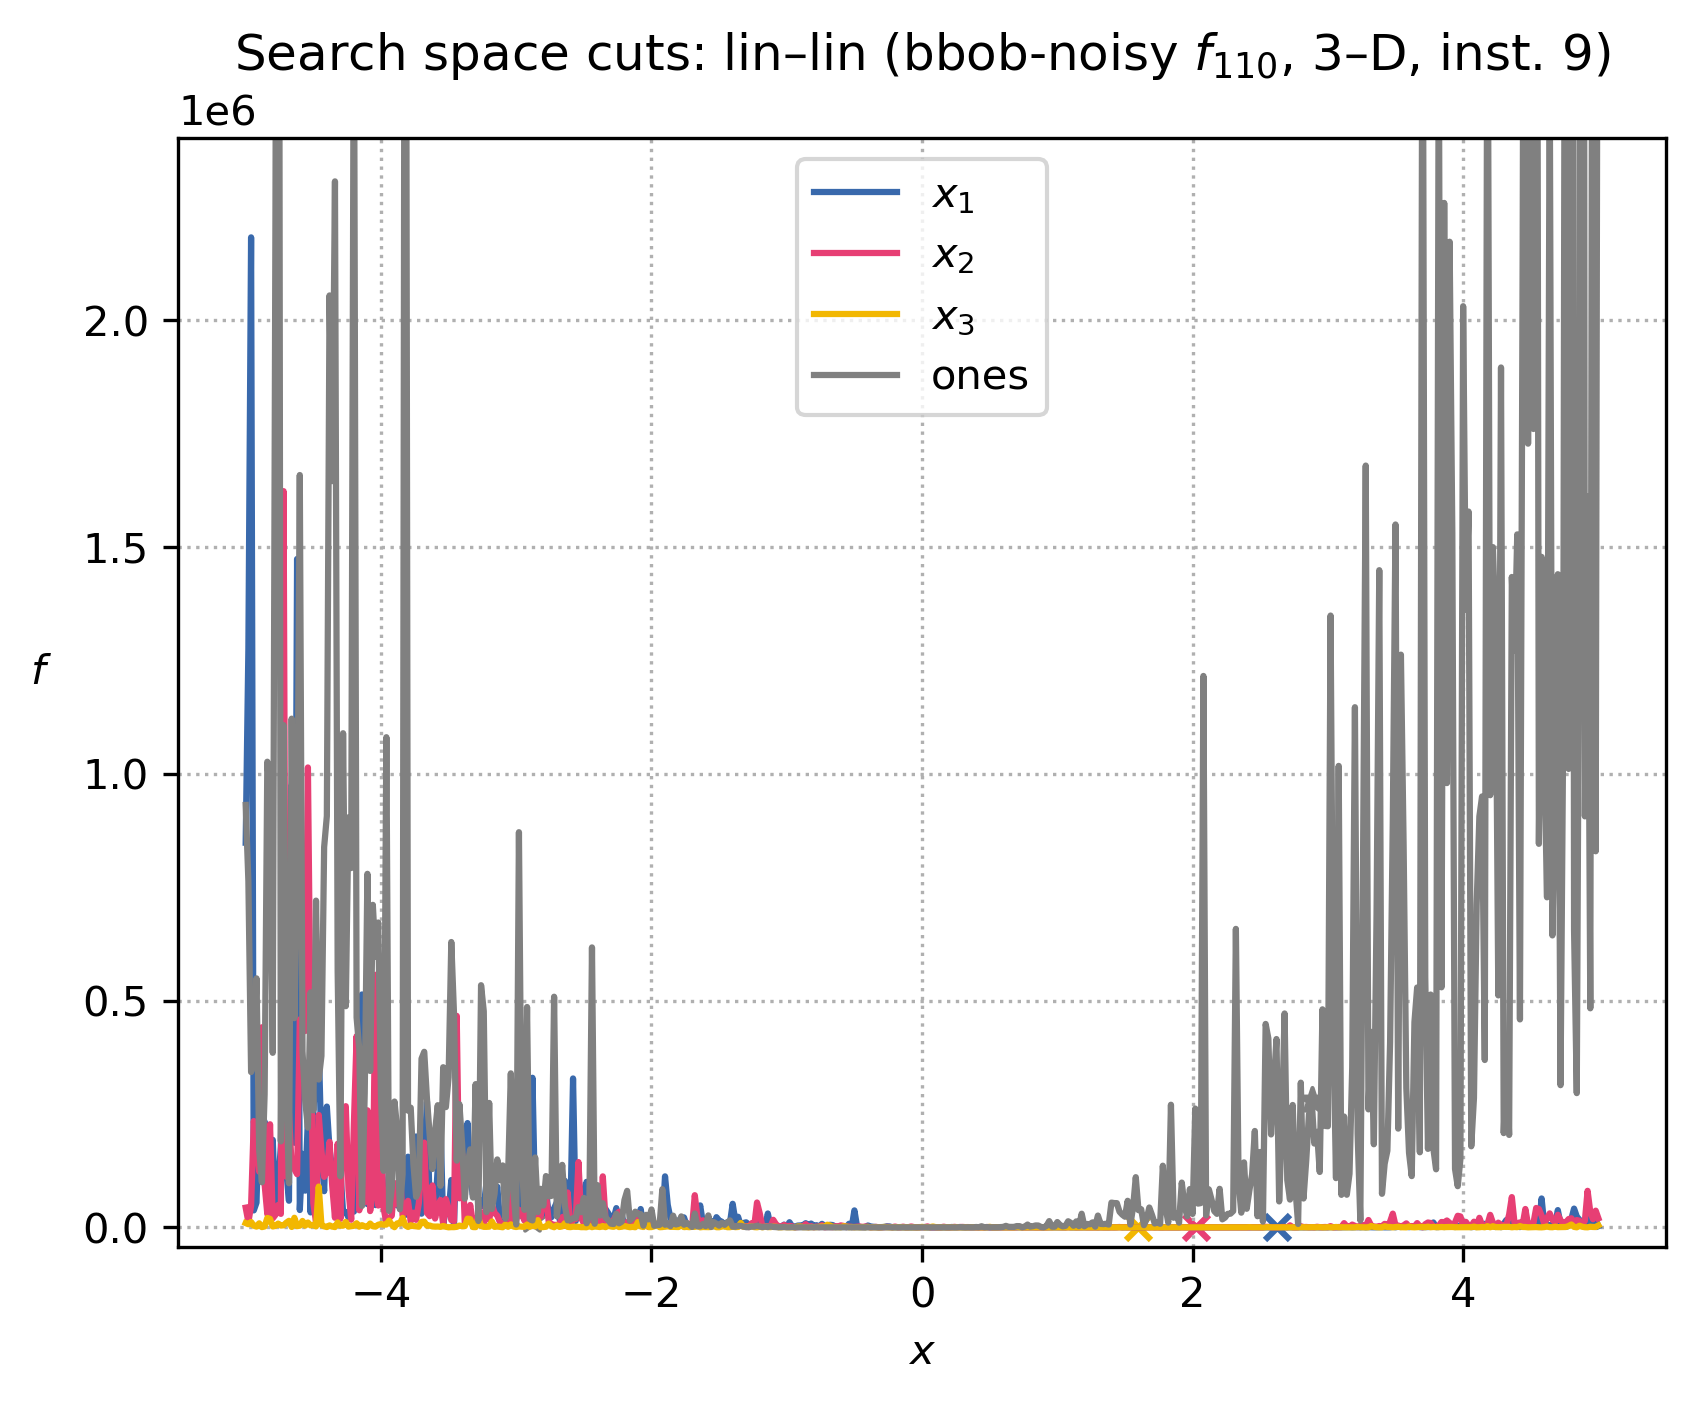 Search space cuts: lin–lin (bbob-noisy f₁₁₀, 3–D, inst. 9)
1e6
x₁
x₂
x₃
ones
2.0
1.5
1.0
0.5
0.0
f
−4 −2 0 2 4
x